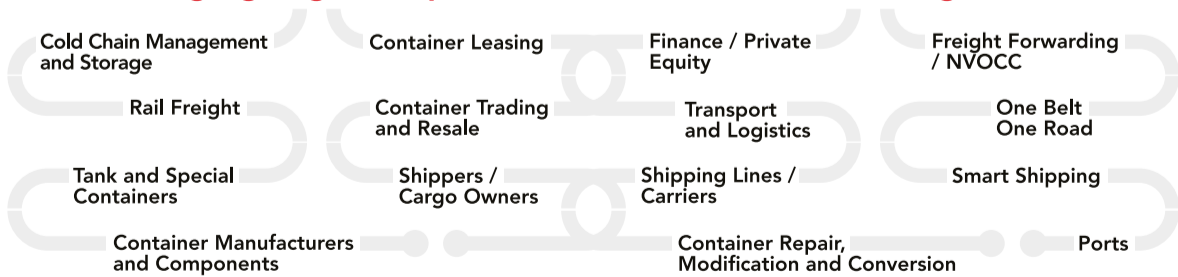 Cold Chain Management
and Storage
Container Leasing
Finance / Private
Equity
Freight Forwarding
/ NVOCC
Rail Freight
Container Trading
and Resale
Transport
and Logistics
One Belt
One Road
Tank and Special
Containers
Shippers /
Cargo Owners
Shipping Lines /
Carriers
Smart Shipping
Container Manufacturers
and Components
Container Repair,
Modification and Conversion
Ports